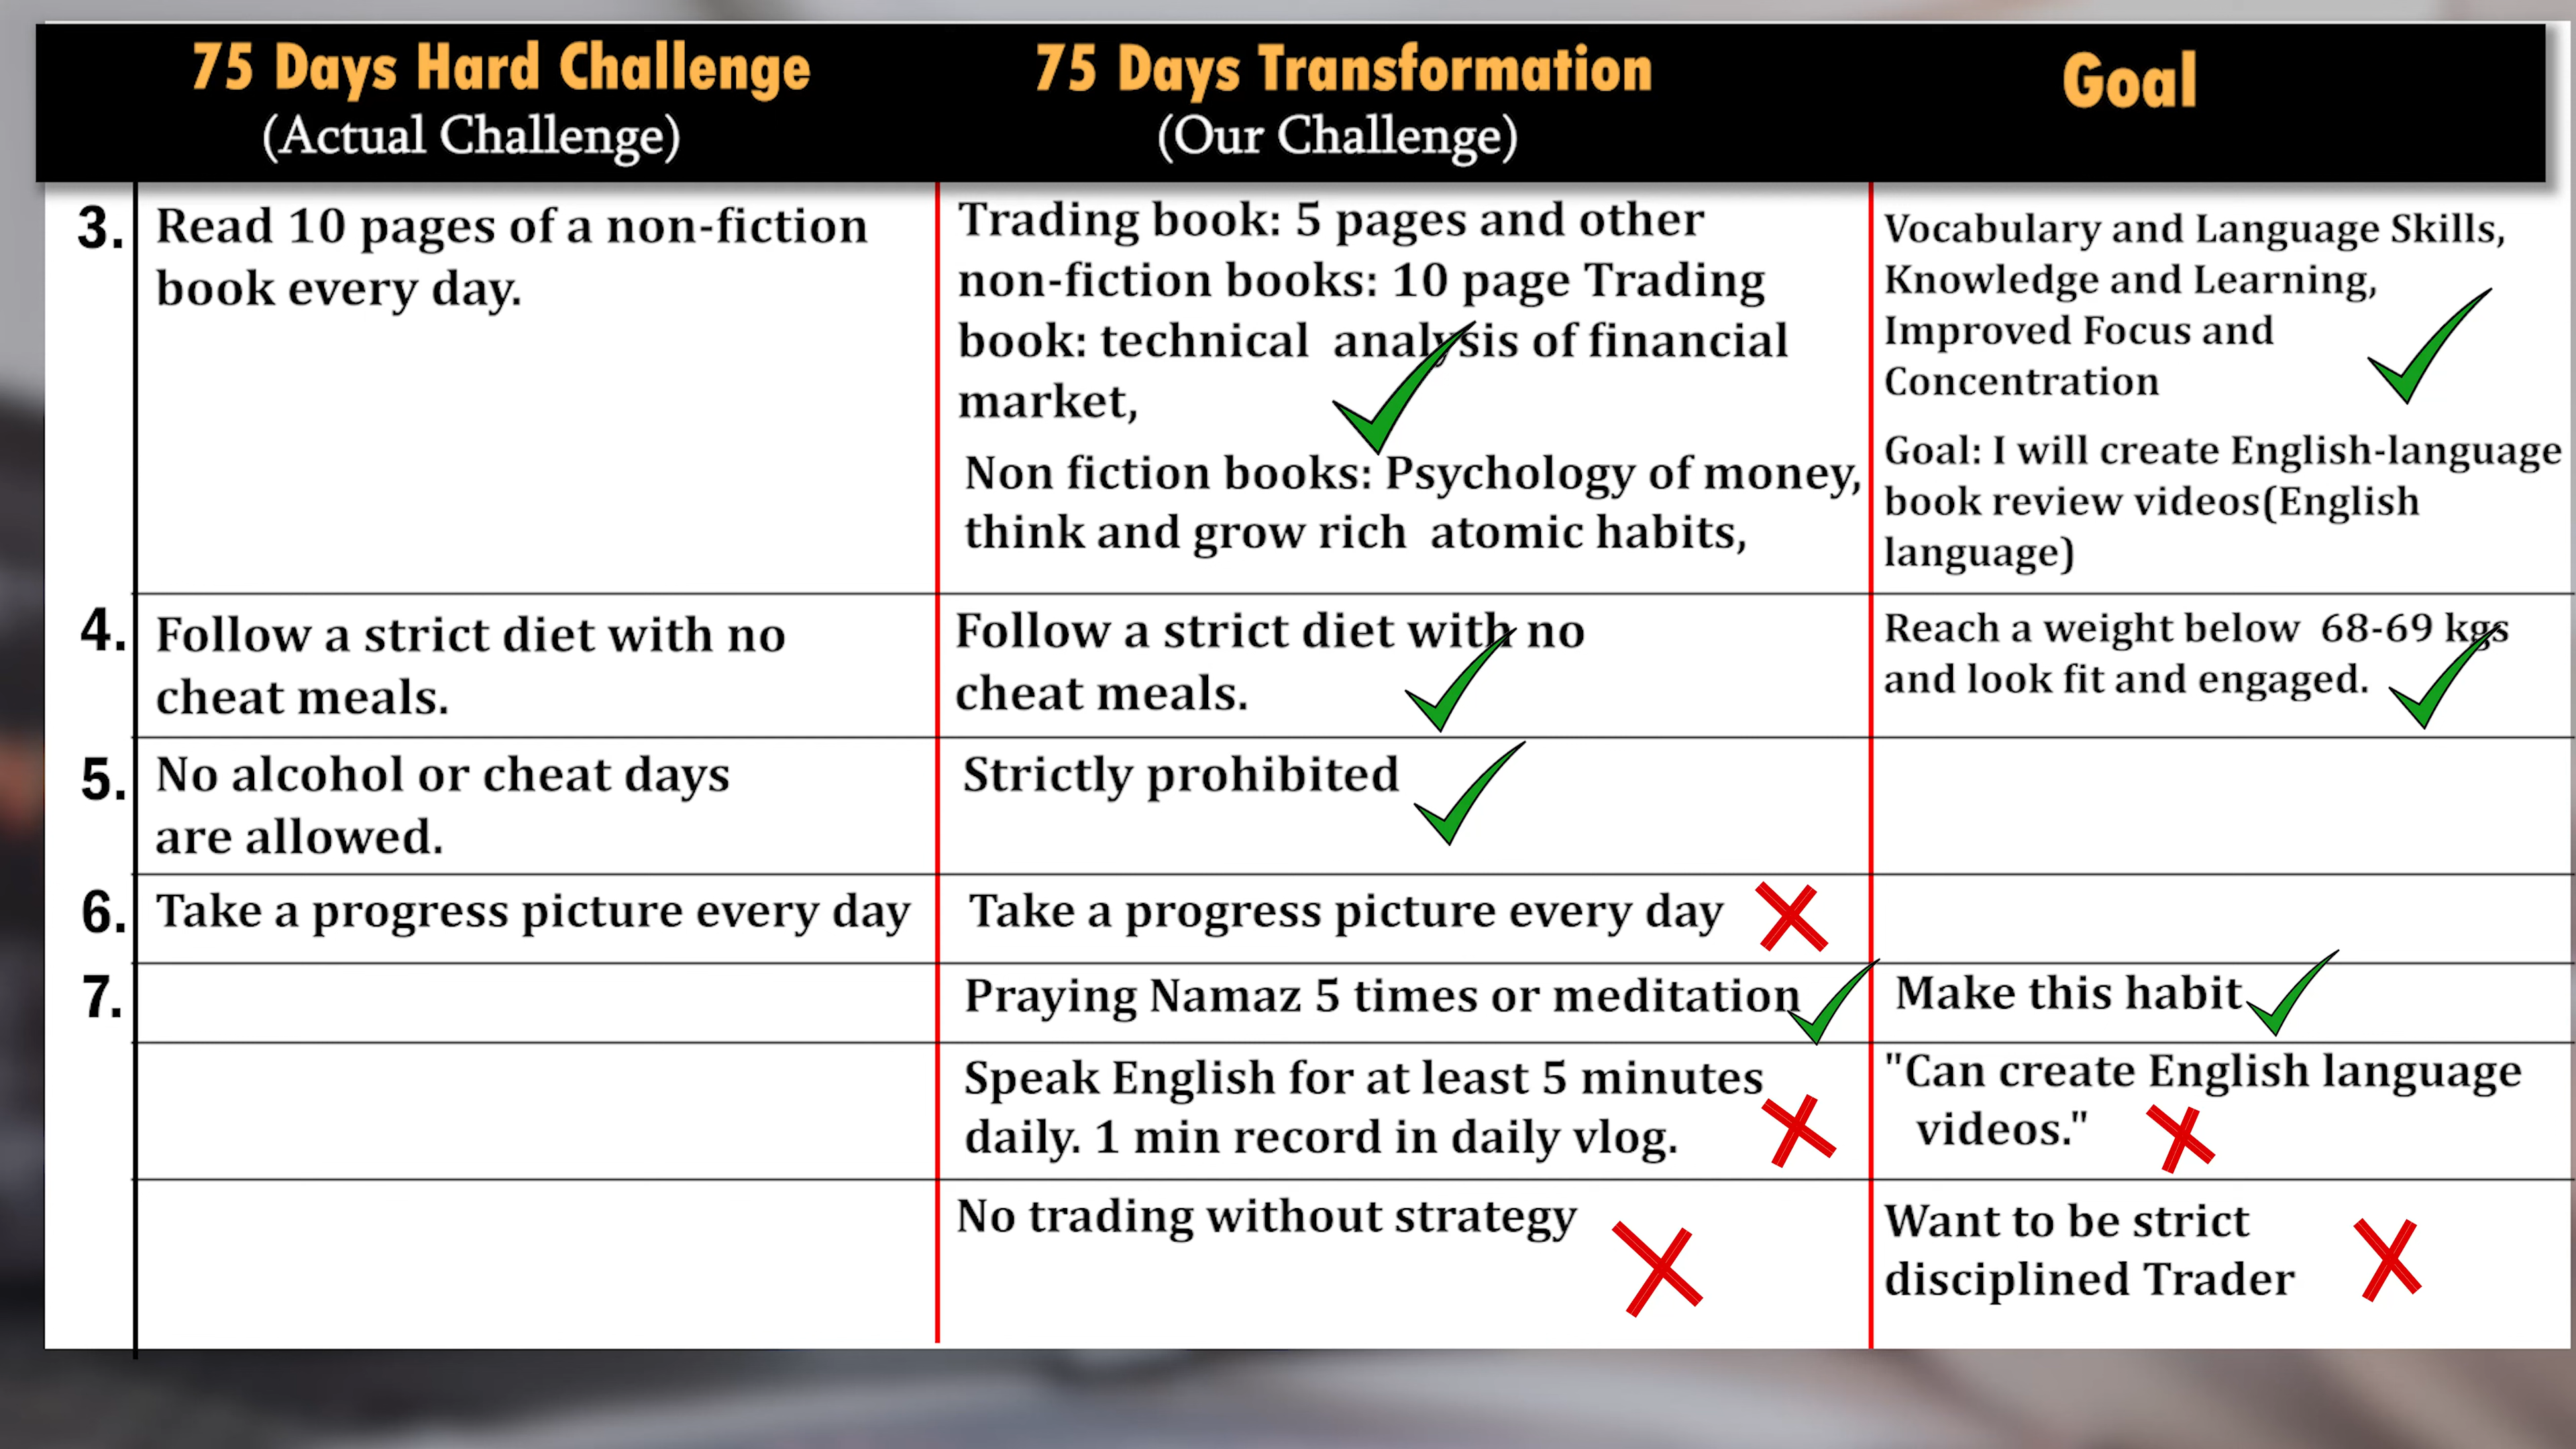 75 Days Hard Challenge
(Actual Challenge)
75 Days Transformation
(Our Challenge)
Goal
3.
Read 10 pages of a non-fiction
book every day.
Trading book: 5 pages and other
non-fiction books: 10 page Trading
book: technical analysis of financial
market,
Non fiction books: Psychology of money,
think and grow rich atomic habits,
Vocabulary and Language Skills,
Knowledge and Learning,
Improved Focus and
Concentration
Goal: I will create English-language
book review videos(English
language)
4.
Follow a strict diet with no
cheat meals.
Follow a strict diet with no
cheat meals.
Reach a weight below 68-69 kgs
and look fit and engaged.
5.
No alcohol or cheat days
are allowed.
Strictly prohibited
6.
Take a progress picture every day
Take a progress picture every day
7.
Praying Namaz 5 times or meditation
Make this habit
Speak English for at least 5 minutes
daily. 1 min record in daily vlog.
"Can create English language
videos."
No trading without strategy
Want to be strict
disciplined Trader